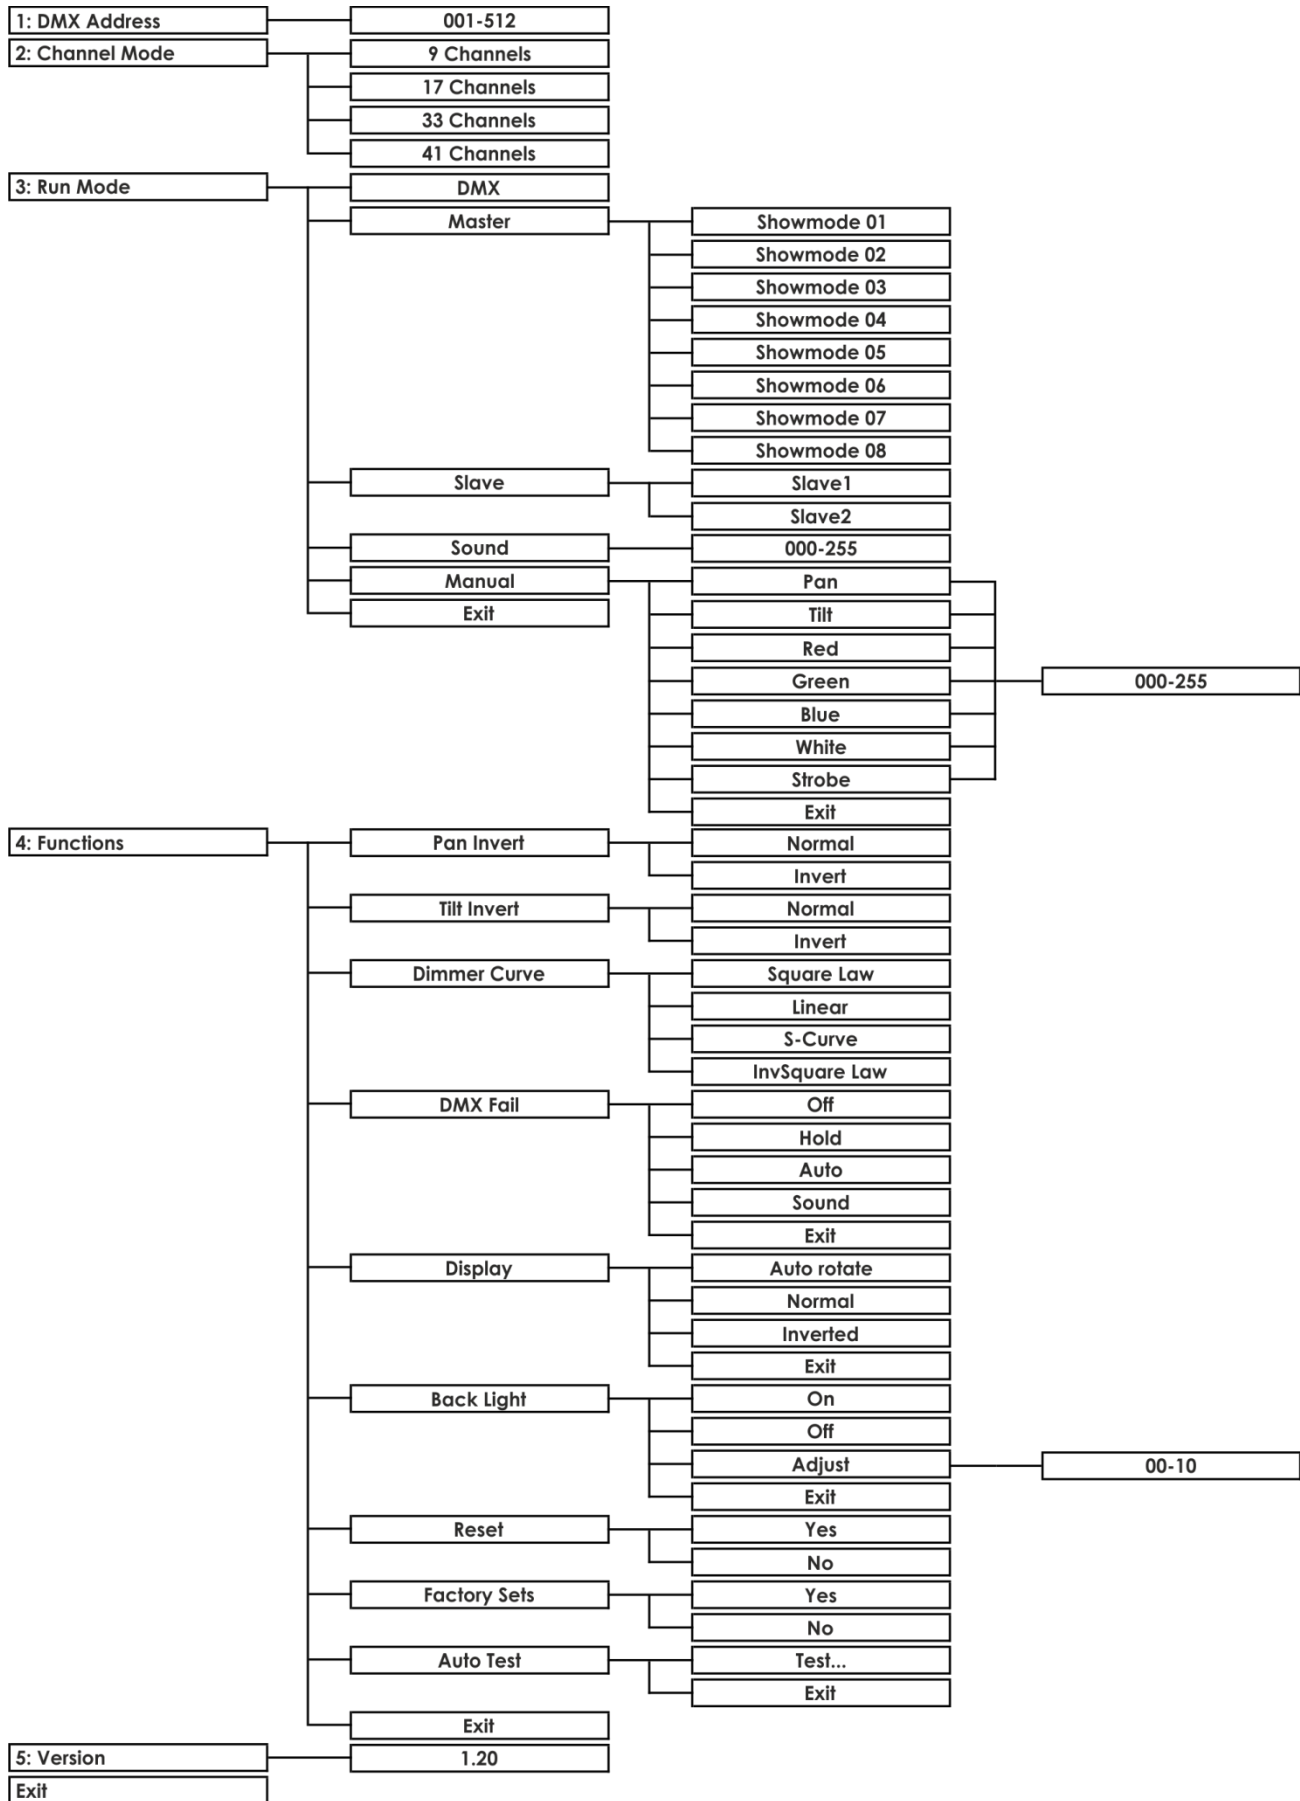 1: DMX Address
001-512
2: Channel Mode
9 Channels
17 Channels
33 Channels
41 Channels
3: Run Mode
DMX
Master
Showmode 01
Showmode 02
Showmode 03
Showmode 04
Showmode 05
Showmode 06
Showmode 07
Showmode 08
Slave
Slave1
Slave2
Sound
000-255
Manual
Pan
Tilt
Red
Green
Blue
White
Strobe
Exit
000-255
Exit
4: Functions
Pan Invert
Normal
Invert
Tilt Invert
Normal
Invert
Dimmer Curve
Square Law
Linear
S-Curve
InvSquare Law
DMX Fail
Off
Hold
Auto
Sound
Exit
Display
Auto rotate
Normal
Inverted
Exit
Back Light
On
Off
Adjust
00-10
Exit
Reset
Yes
No
Factory Sets
Yes
No
Auto Test
Test...
Exit
Exit
5: Version
1.20
Exit